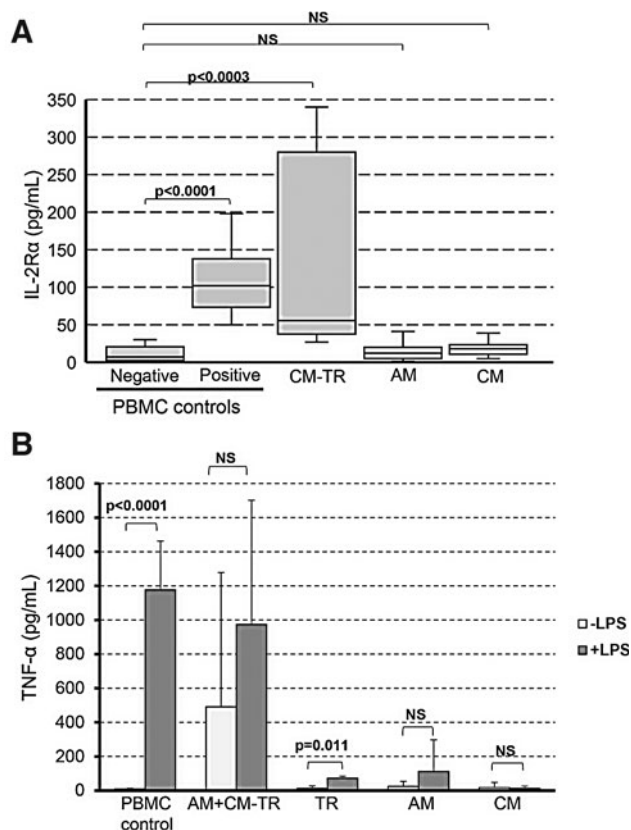 A
NS
NS
p<0.0003
p<0.0001
IL-2Rα (pg/mL)
350
300
250
200
150
100
50
0
Negative Positive CM-TR AM CM
PBMC controls
B
NS
p<0.0001
p=0.011
NS
NS
TNF-α (pg/mL)
1800
1600
1400
1200
1000
800
600
400
200
0
-LPS
+LPS
PBMC control AM+CM-TR TR AM CM